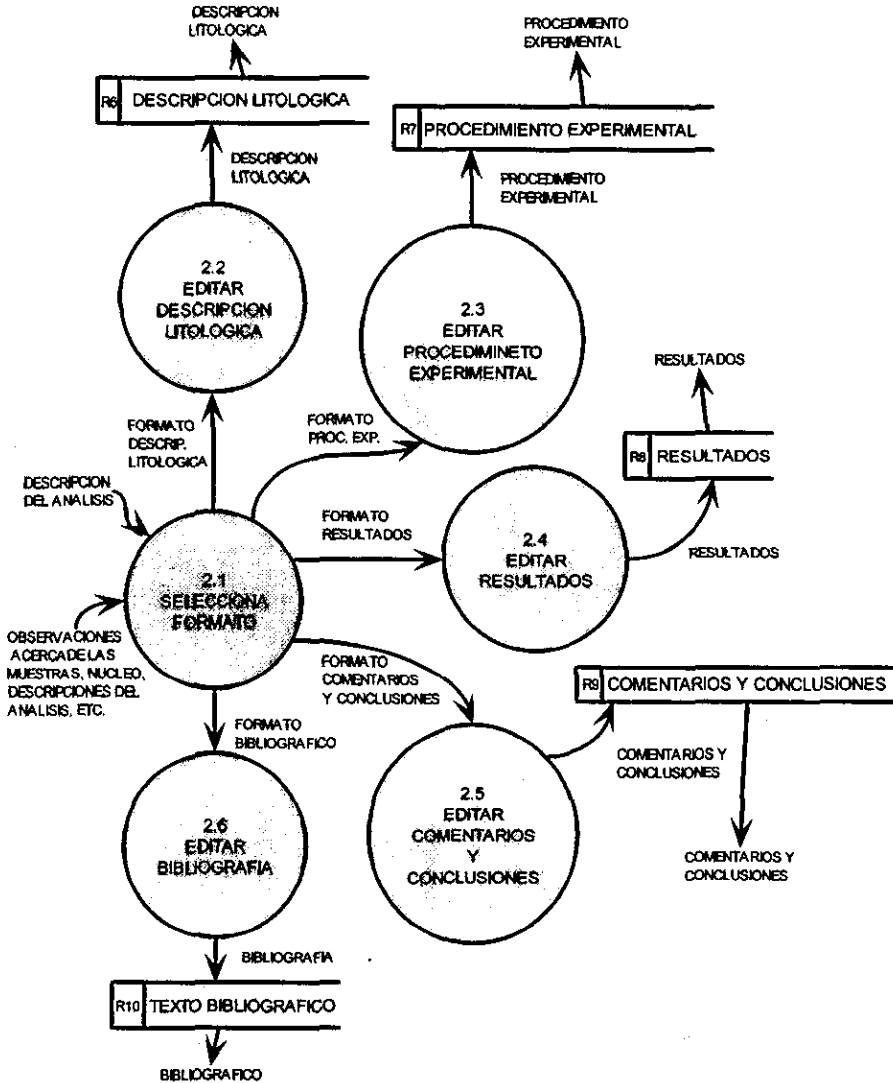 DESCRIPCION
LITOLOGICA
R6 DESCRIPCION LITOLOGICA
DESCRIPCION
LITOLOGICA
PROCEDIMIENTO
EXPERIMENTAL
R7 PROCEDIMIENTO EXPERIMENTAL
PROCEDIMIENTO
EXPERIMENTAL
2.2
EDITAR
DESCRIPCION
LITOLOGICA
2.3
EDITAR
PROCEDIMINETO
EXPERIMENTAL
RESULTADOS
R8 RESULTADOS
RESULTADOS
FORMATO
DESCRIP.
LITOLOGICA
FORMATO
PROC. EXP.
DESCRIPCION
DEL ANALISIS
FORMATO
RESULTADOS
2.4
EDITAR
RESULTADOS
2.1
SELECCIONA
FORMATO
OBSERVACIONES
ACERCA DE LAS
MUESTRAS, NUCLEO,
DESCRIPCIONES DEL
ANALISIS, ETC.
FORMATO
COMENTARIOS
Y CONCLUSIONES
R9 COMENTARIOS Y CONCLUSIONES
COMENTARIOS Y
CONCLUSIONES
COMENTARIOS Y
CONCLUSIONES
FORMATO
BIBLIOGRAFICO
2.5
EDITAR
COMENTARIOS
Y
CONCLUSIONES
2.6
EDITAR
BIBLIOGRAFIA
BIBLIOGRAFIA
R10 TEXTO BIBLIOGRAFICO
BIBLIOGRAFICO